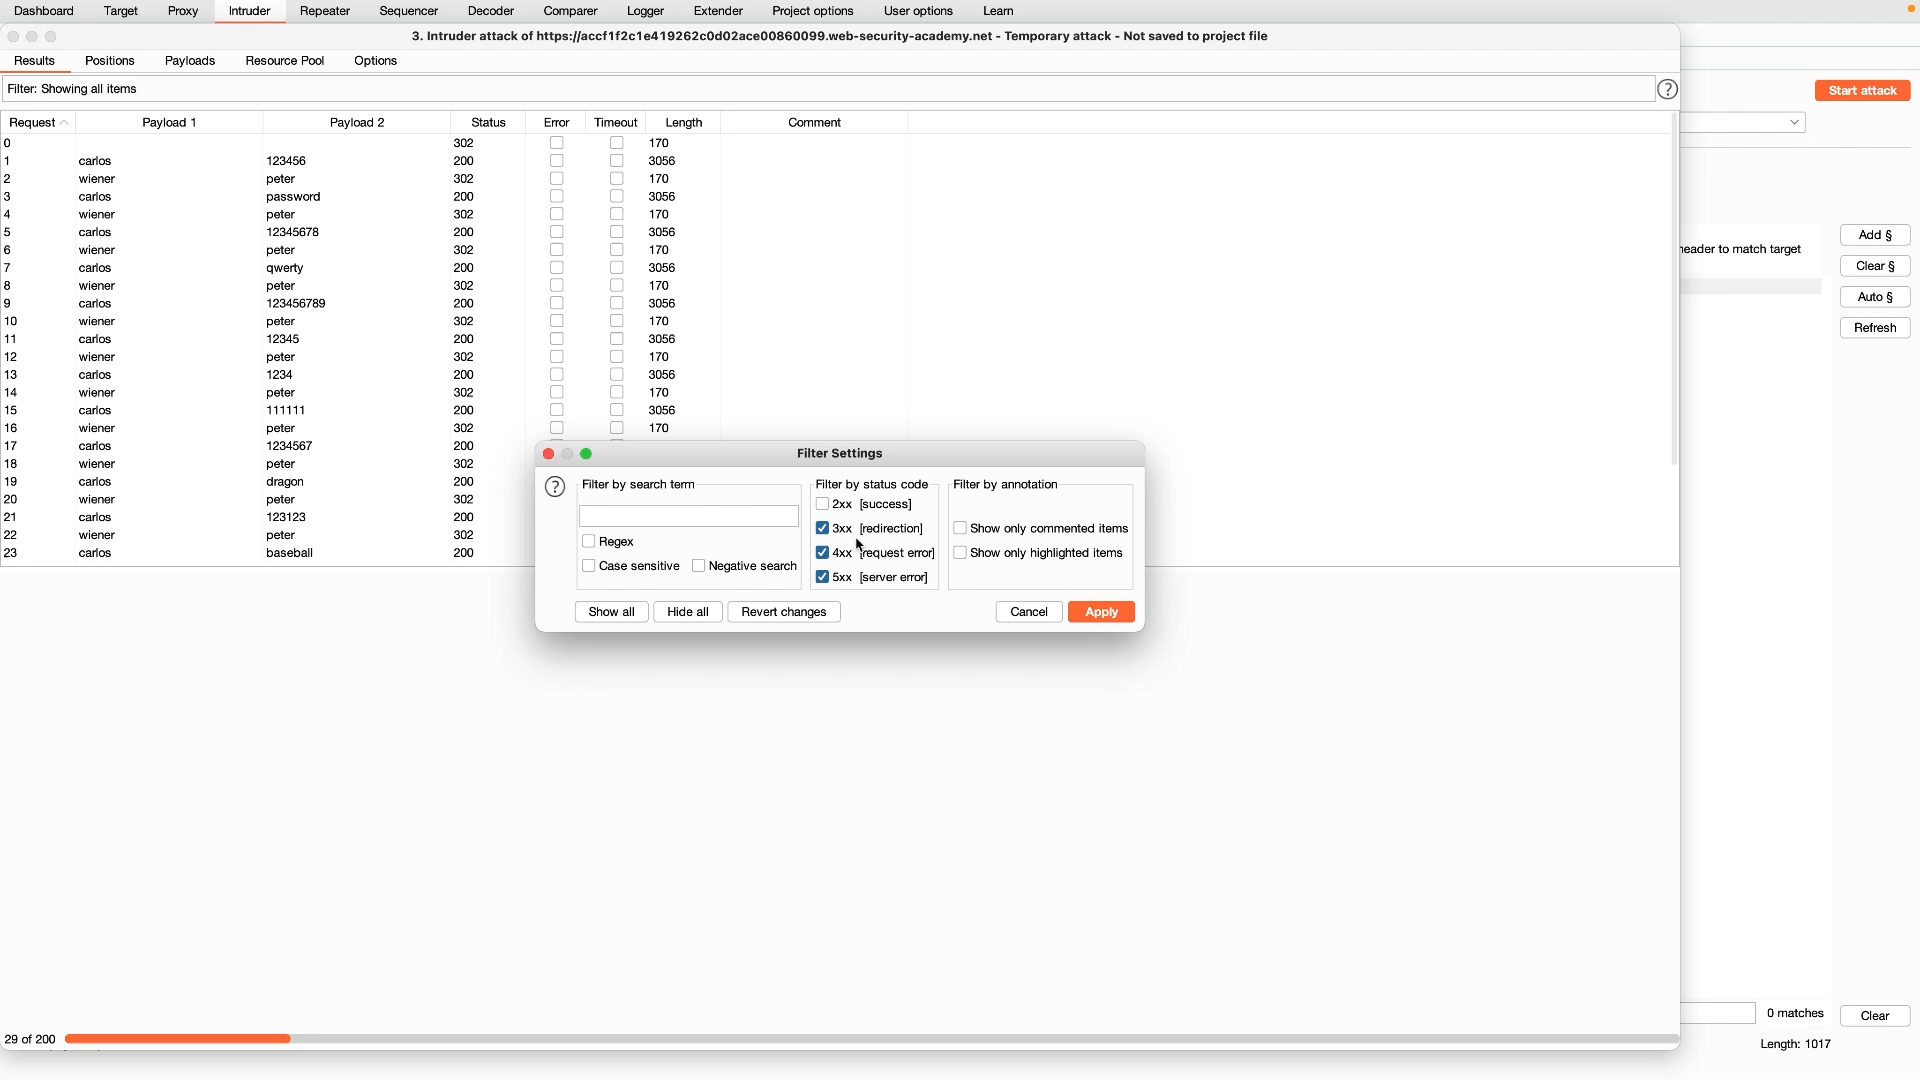 Dashboard Target Proxy Intruder Repeater Sequencer Decoder Comparer Logger Extender Project options User options Learn
3. Intruder attack of https://accf1f2c1e419262c0d02ace00860099.web-security-academy.net - Temporary attack - Not saved to project file
Results Positions Payloads Resource Pool Options
Filter: Showing all items ?
Start attack
Request Payload 1 Payload 2 Status Error Timeout Length Comment
0 302 170
1 carlos 123456 200 3056
2 wiener peter 302 170
3 carlos password 200 3056
4 wiener peter 302 170
5 carlos 12345678 200 3056
Add §
6 wiener peter 302 170
header to match target
7 carlos qwerty 200 3056
Clear §
8 wiener peter 302 170
9 carlos 123456789 200 3056
Auto §
10 wiener peter 302 170
Refresh
11 carlos 12345 200 3056
12 wiener peter 302 170
13 carlos 1234 200 3056
14 wiener peter 302 170
15 carlos 111111 200 3056
16 wiener peter 302 170
17 carlos 1234567 200
18 wiener peter 302
19 carlos dragon 200
20 wiener peter 302
21 carlos 123123 200
22 wiener peter 302
23 carlos baseball 200
Filter Settings
? Filter by search term Filter by status code Filter by annotation
2xx [success]
3xx [redirection] Show only commented items
Regex
4xx [request error] Show only highlighted items
Case sensitive Negative search
5xx [server error]
Show all Hide all Revert changes Cancel Apply
0 matches Clear
29 of 200
Length: 1017